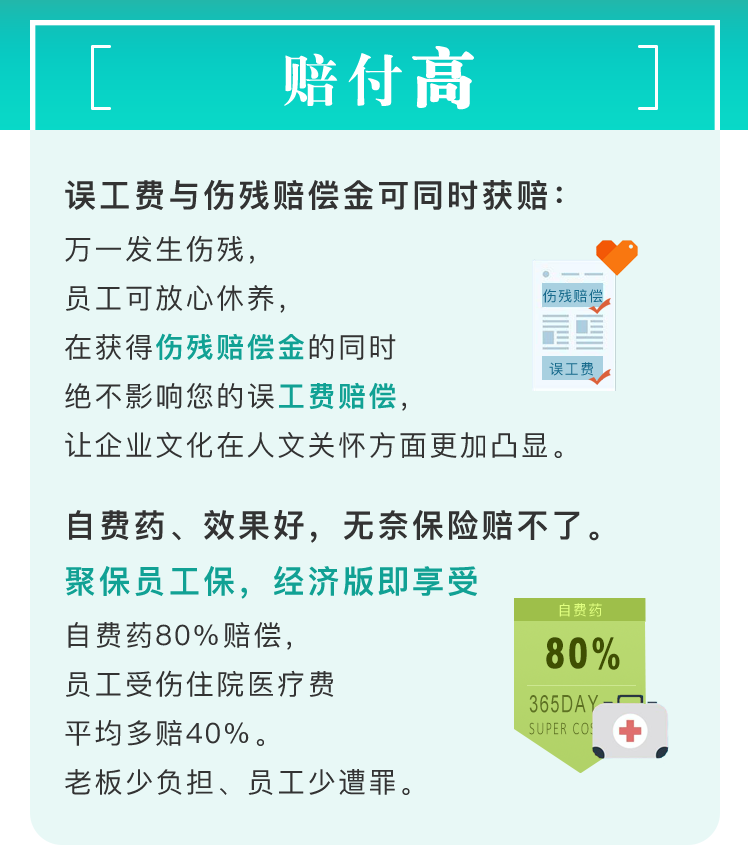 赔付高
误工费与伤残赔偿金可同时获赔：
万一发生伤残，
员工可放心休养，
在获得伤残赔偿金的同时
绝不影响您的误工费赔偿，
让企业文化在人文关怀方面更加凸显。
伤残赔偿
误工费
自费药、效果好，无奈保险赔不了。
聚保员工保，经济版即享受
自费药80%赔偿，
员工受伤住院医疗费
平均多赔40%。
老板少负担、员工少遭罪。
自费药
80%
365DAY
SUPER COS